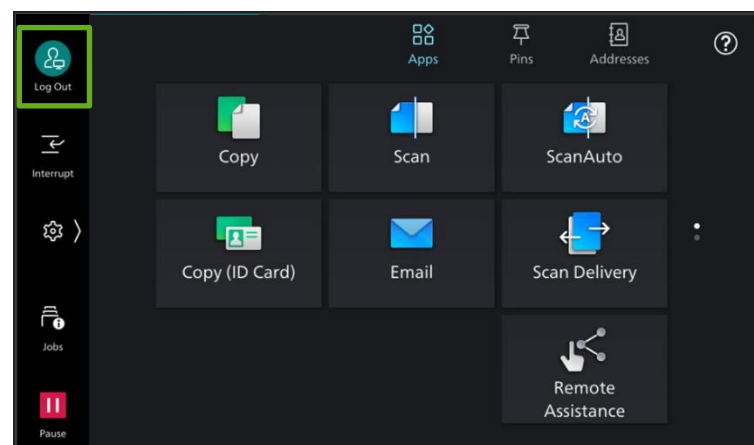 Log Out
Interrupt
Jobs
Pause
Apps
Pins
Addresses
?
Copy
Scan
A
ScanAuto
Copy (ID Card)
Email
Scan Delivery
Remote
Assistance